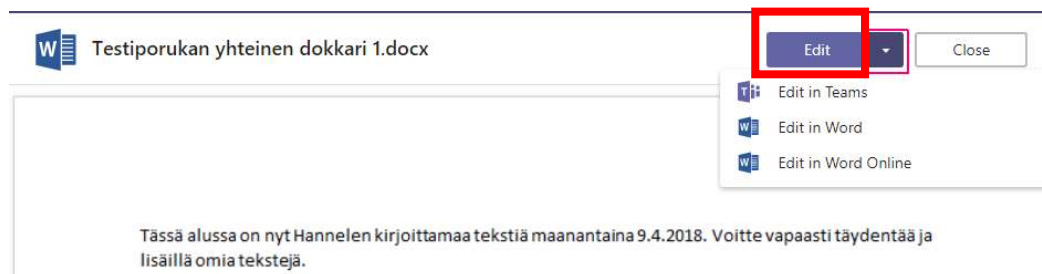 Testiporukan yhteinen dokkari 1.docx
Edit
Close
Edit in Teams
Edit in Word
Edit in Word Online
Tässä alussa on nyt Hannelen kirjoittamaa tekstiä maanantaina 9.4.2018. Voitte vapaasti täydentää ja
lisäillä omia tekstejä.